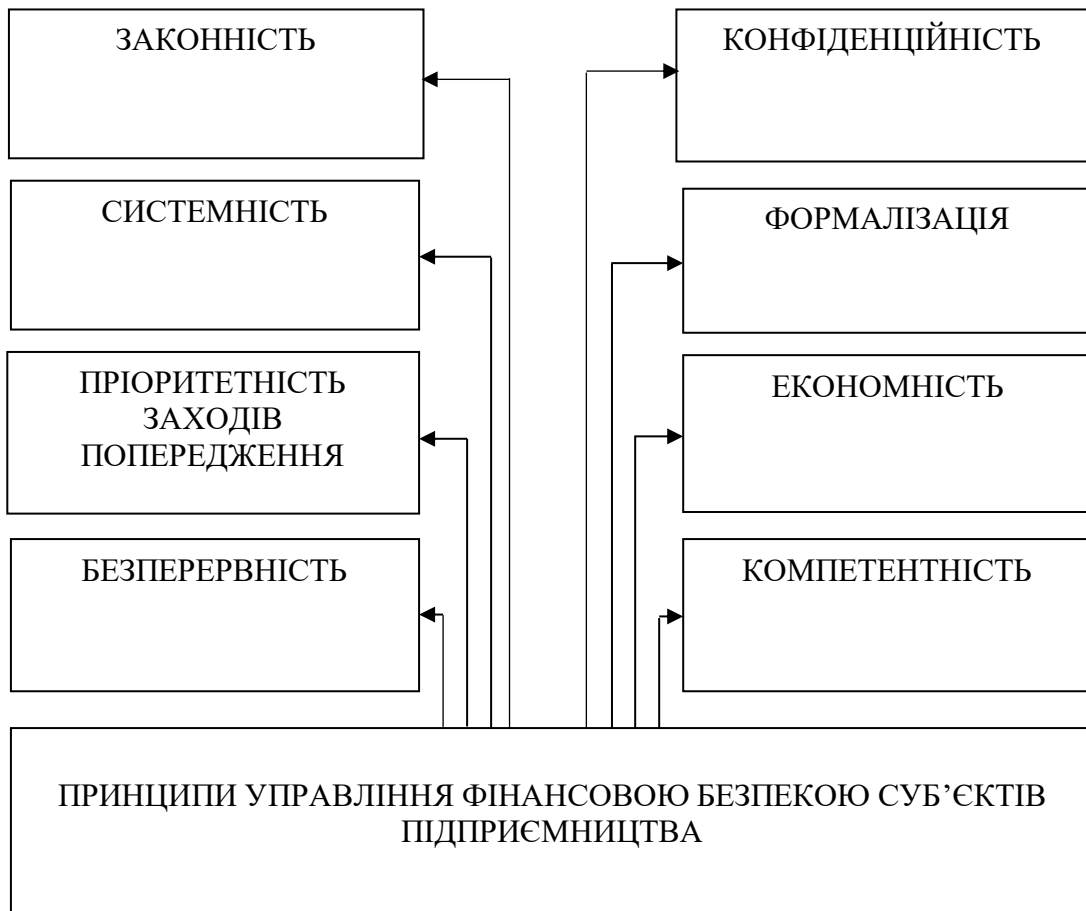 ЗАКОННІСТЬ
КОНФІДЕНЦІЙНІСТЬ
СИСТЕМНІСТЬ
ФОРМАЛІЗАЦІЯ
ПРІОРИТЕТНІСТЬ
ЗАХОДІВ
ПОПЕРЕДЖЕННЯ
ЕКОНОМНІСТЬ
БЕЗПЕРЕРВНІСТЬ
КОМПЕТЕНТНІСТЬ
ПРИНЦИПИ УПРАВЛІННЯ ФІНАНСОВОЮ БЕЗПЕКОЮ СУБ’ЄКТІВ
ПІДПРИЄМНИЦТВА